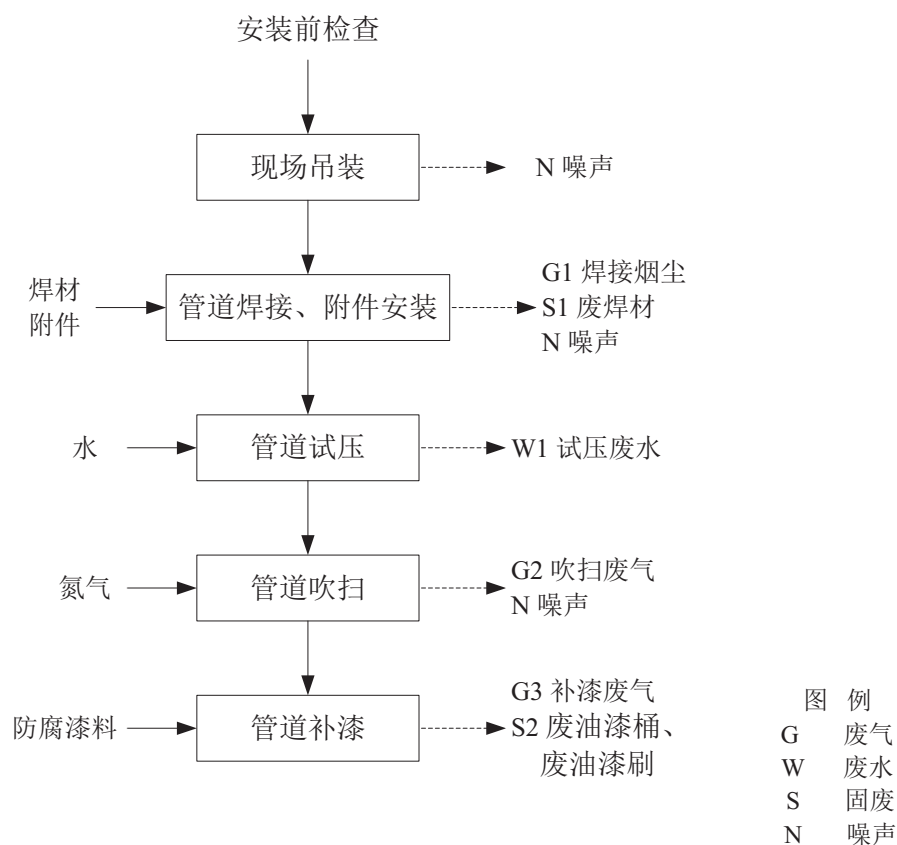 安装前检查
现场吊装
N 噪声
焊材
附件
管道焊接、附件安装
G1 焊接烟尘
S1 废焊材
N 噪声
水
管道试压
W1 试压废水
氮气
管道吹扫
G2 吹扫废气
N 噪声
防腐漆料
管道补漆
G3 补漆废气
S2 废油漆桶、
废油漆刷
图 例
G 废气
W 废水
S 固废
N 噪声